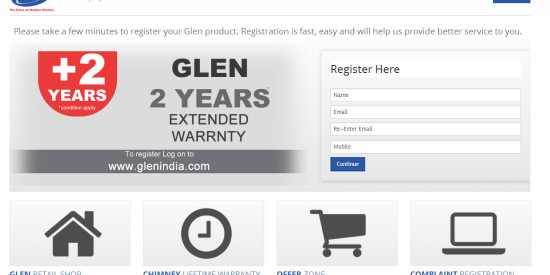 The Voice of Modern Kitchens
Please take a few minutes to register your Glen product. Registration is fast, easy and will help us provide better service to you.
+2
YEARS
*condition apply
GLEN
2 YEARS*
EXTENDED
WARRNTY
To register Log on to
www.glenindia.com
Register Here
Name
Email
Re-Enter Email
Mobile
Continue
GLEN RETAIL SHOP
CHIMNEY LIFETIME WARRANTY
OFFER ZONE
COMPLAINT REGISTRATION